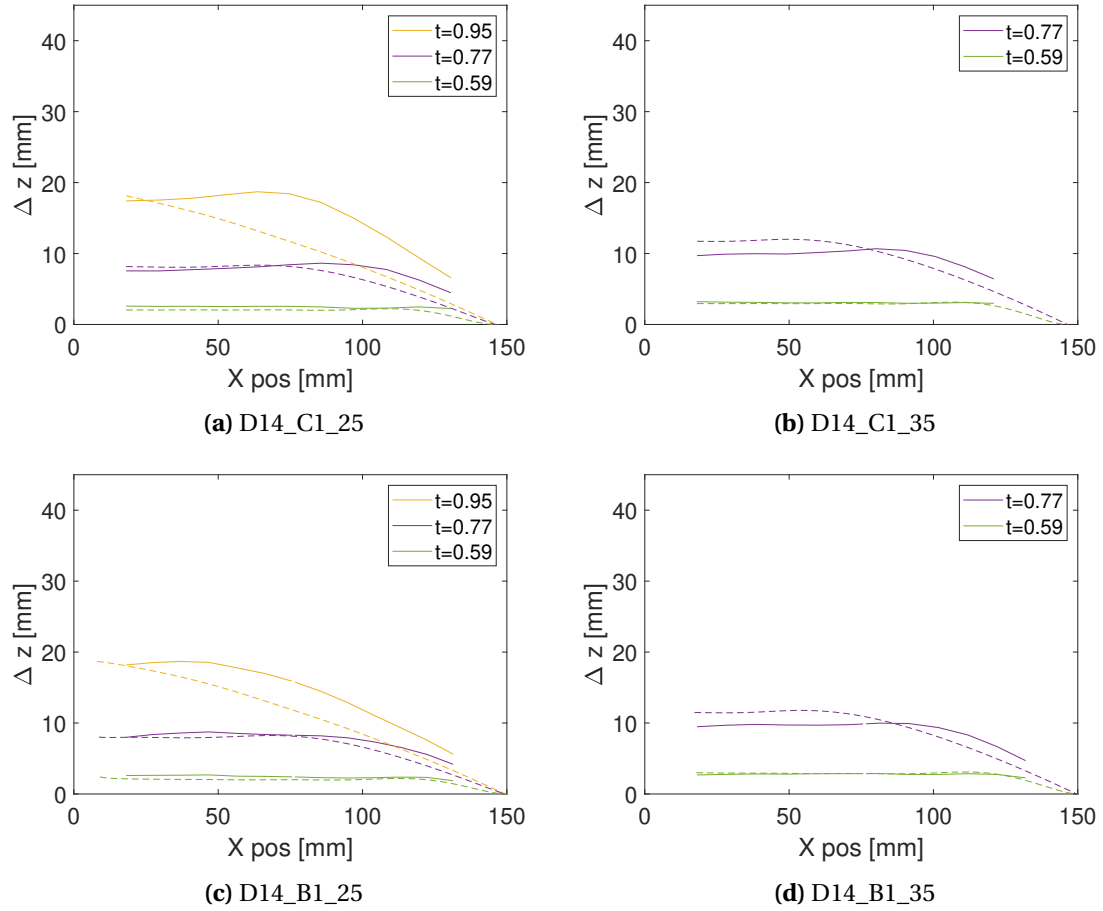 40
30
20
10
0
Δ z [mm]
t=0.95
t=0.77
t=0.59
0 50 100 150
X pos [mm]
(a) D14_C1_25
40
30
20
10
0
Δ z [mm]
t=0.77
t=0.59
0 50 100 150
X pos [mm]
(b) D14_C1_35
40
30
20
10
0
Δ z [mm]
t=0.95
t=0.77
t=0.59
0 50 100 150
X pos [mm]
(c) D14_B1_25
40
30
20
10
0
Δ z [mm]
t=0.77
t=0.59
0 50 100 150
X pos [mm]
(d) D14_B1_35